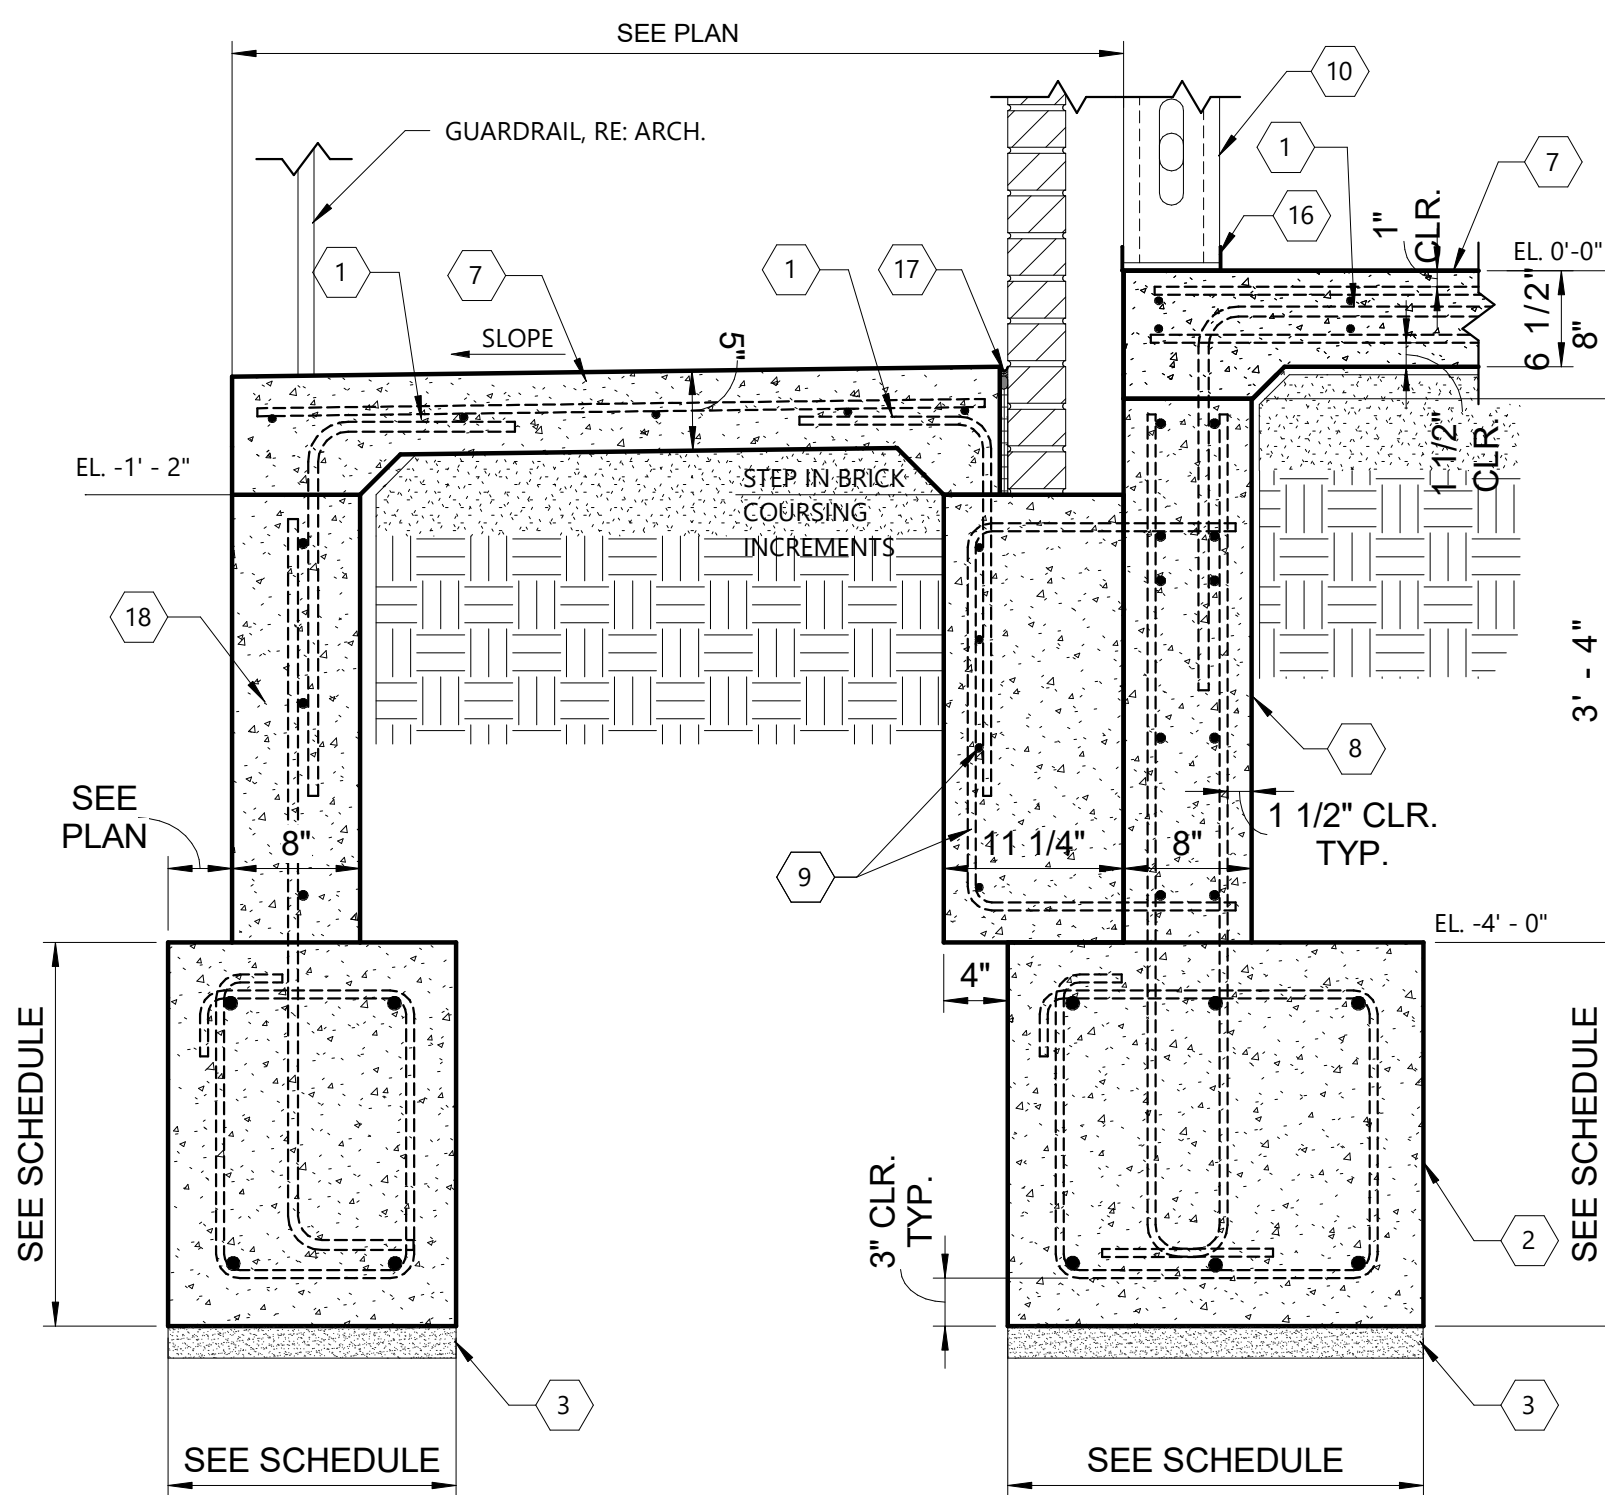 SEE PLAN
10
GUARDRAIL, RE: ARCH.
1
7
16
1"
CLR.
EL. 0'-0"
1
7
1
17
SLOPE
5"
6 1/2"
8"
1 1/2"
CLR.
EL. -1' - 2"
STEP IN BRICK
COURSING
INCREMENTS
18
3' - 4"
8
SEE
PLAN
8"
9
11 1/4"
8"
1 1/2" CLR.
TYP.
EL. -4' - 0"
4"
SEE SCHEDULE
3" CLR.
TYP.
2
SEE SCHEDULE
3
3
SEE SCHEDULE
SEE SCHEDULE